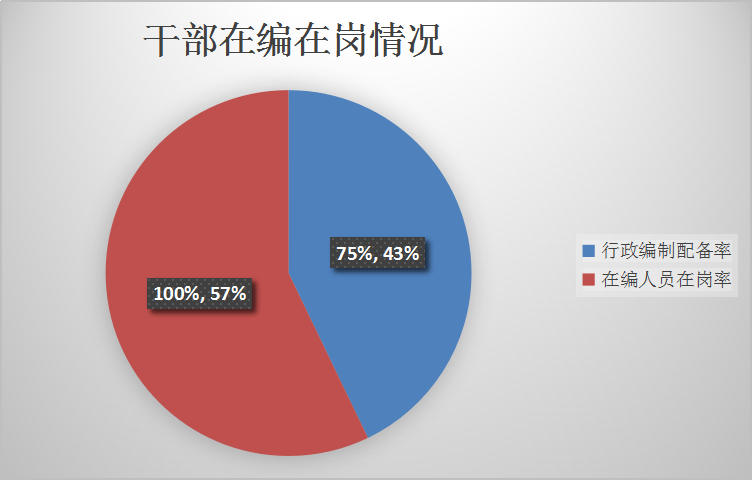 干部在编在岗情况
75%, 43%
100%, 57%
行政编制配备率
在编人员在岗率